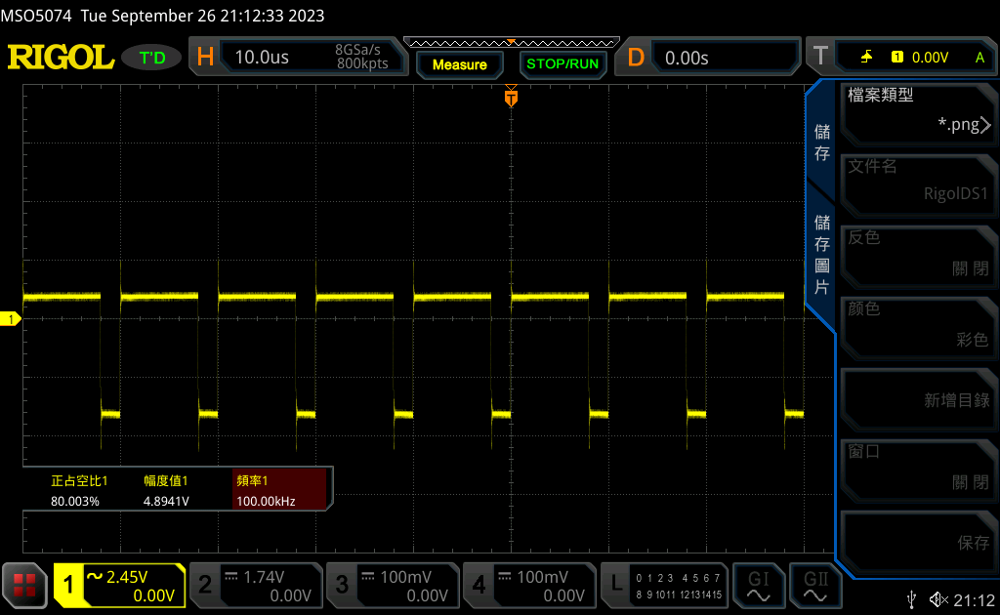 MSO5074 Tue September 26 21:12:33 2023
RIGOL T'D H 10.0us 8GSa/s 800kpts Measure STOP/RUN D 0.00s T 1 0.00V A
T
檔案類型
*.png
儲存
文件名
RigolDS1
儲存圖片
反色
關閉
颜色
彩色
1
新增目錄
窗口
關閉
正占空比1 幅度值1 頻率1
80.003% 4.8941V 100.00kHz
保存
1 2.45V 0.00V
2 1.74V 0.00V
3 100mV 0.00V
4 100mV 0.00V
L 0 1 2 3 4 5 6 7
8 9 10 11 12 13 14 15
GI GII
21:12